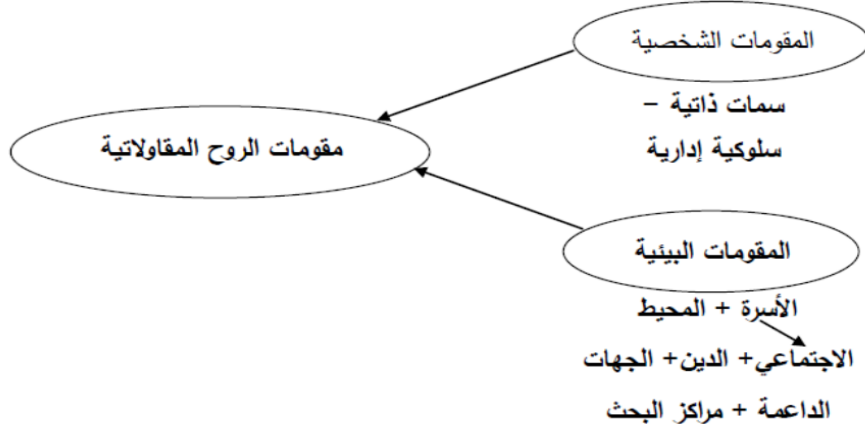 المقومات الشخصية
سمات ذاتية –
سلوكية إدارية
مقومات الروح المقاولاتية
المقومات البيئية
الأسرة + المحيط
الاجتماعي+ الدين+ الجهات
الداعمة + مراكز البحث